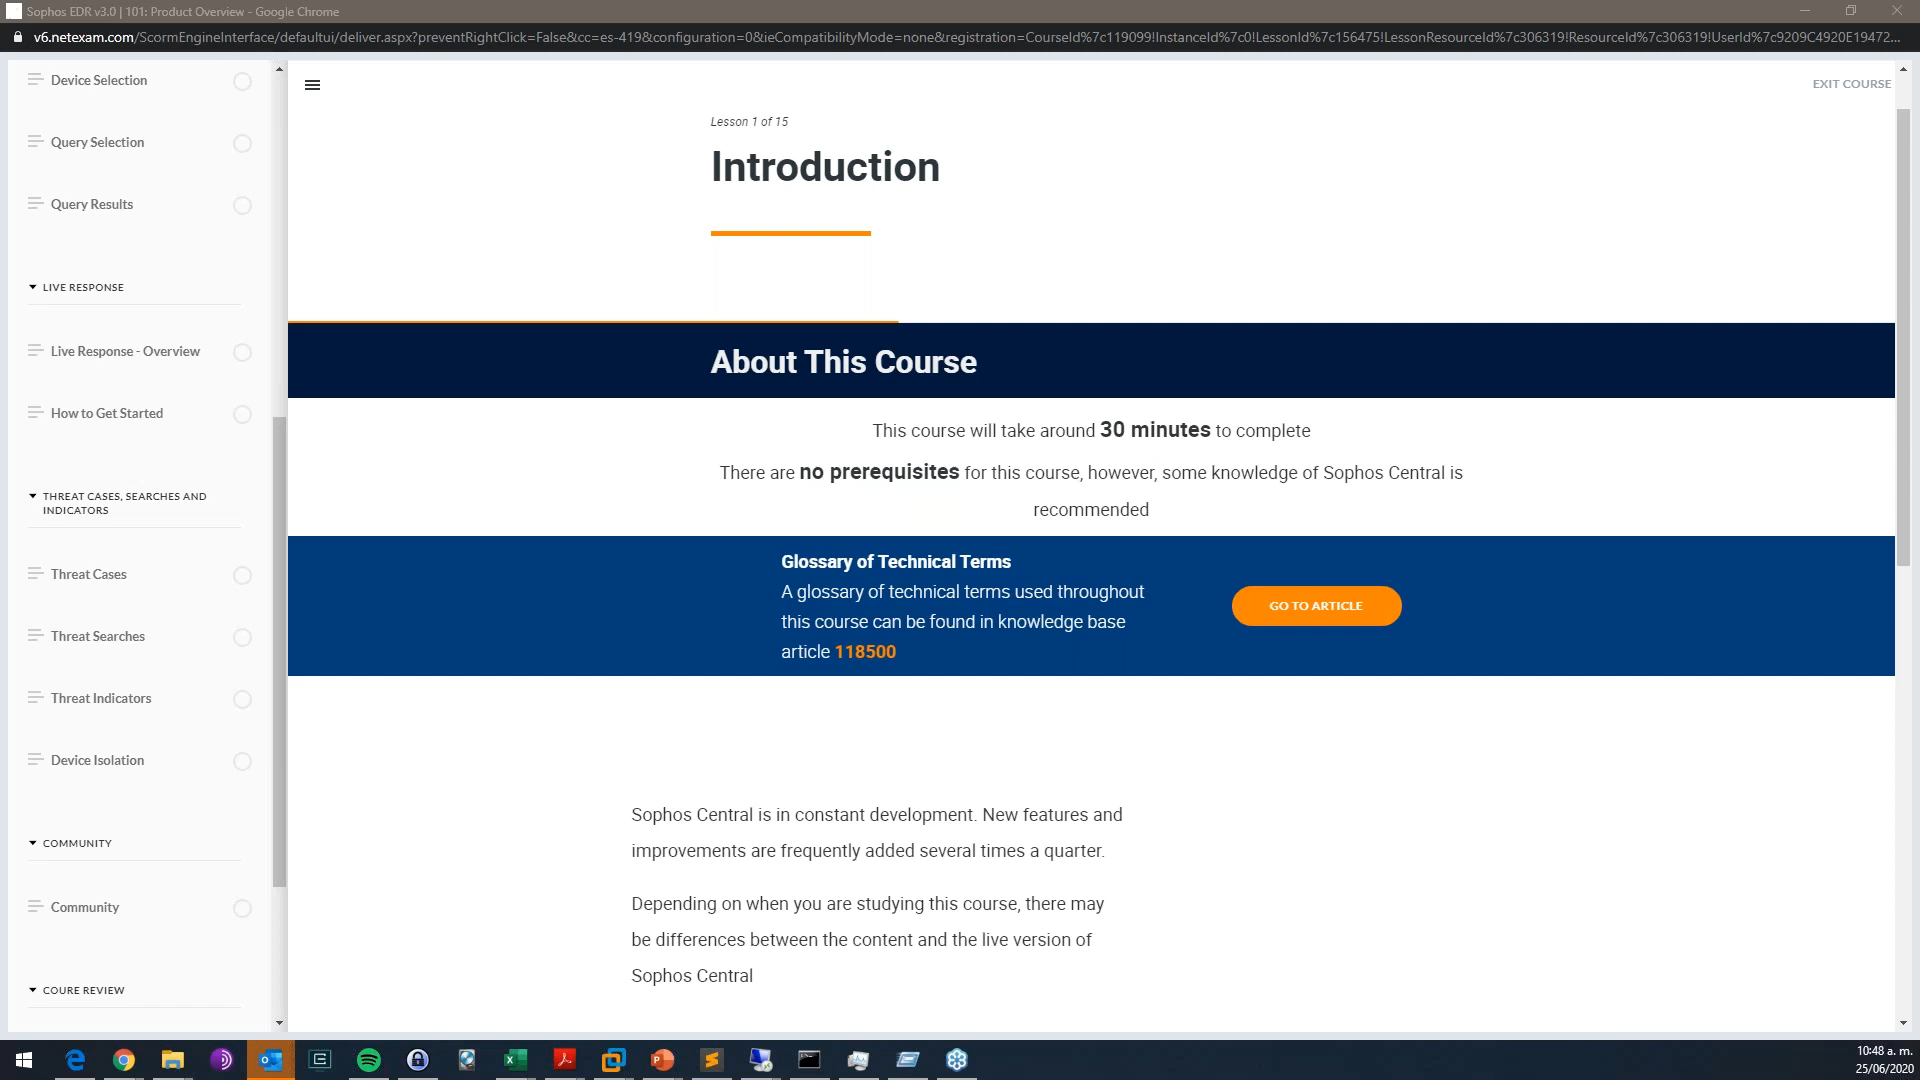 Sophos EDR v3.0 | 101: Product Overview - Google Chrome
v6.netexam.com/ScormEngineInterface/defaultui/deliver.aspx?preventRightClick=False&cc=es-419&configuration=0&ieCompatibilityMode=none&registration=CourseId%7c119099!InstanceId%7c0!LessonId%7c156475!LessonResourceId%7c306319!ResourceId%7c306319!UserId%7c9209C4920E19472...
Device Selection
Query Selection
Query Results
LIVE RESPONSE
Live Response - Overview
How to Get Started
THREAT CASES, SEARCHES AND
INDICATORS
Threat Cases
Threat Searches
Threat Indicators
Device Isolation
COMMUNITY
Community
COURE REVIEW
EXIT COURSE
Lesson 1 of 15
Introduction
About This Course
This course will take around 30 minutes to complete
There are no prerequisites for this course, however, some knowledge of Sophos Central is
recommended
Glossary of Technical Terms
A glossary of technical terms used throughout
this course can be found in knowledge base
article 118500
GO TO ARTICLE
Sophos Central is in constant development. New features and
improvements are frequently added several times a quarter.
Depending on when you are studying this course, there may
be differences between the content and the live version of
Sophos Central
10:48 a. m.
25/06/2020